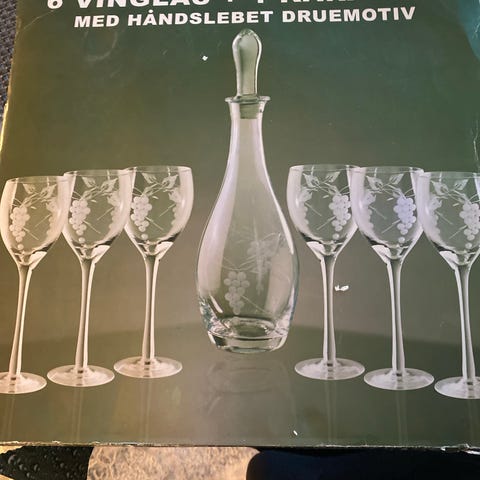 6 VINGLAS + 1
MED HÅNDSLEBET DRUEMOTIV